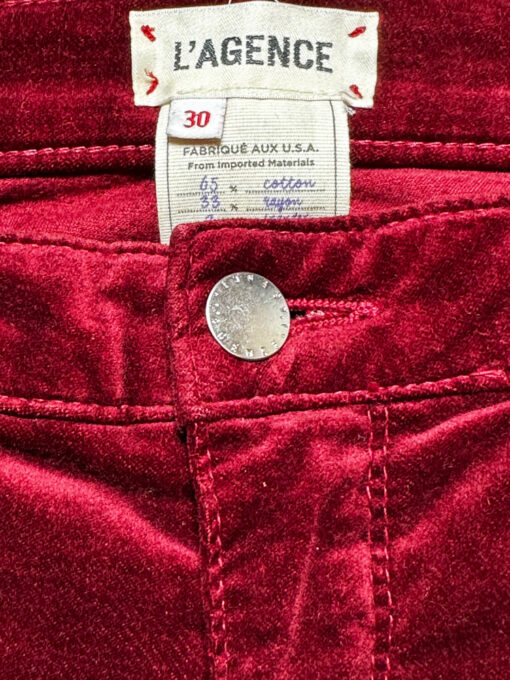 L'AGENCE
30
FABRIQUÉ AUX U.S.A.
From Imported Materials
65 % cotton
33 % rayon